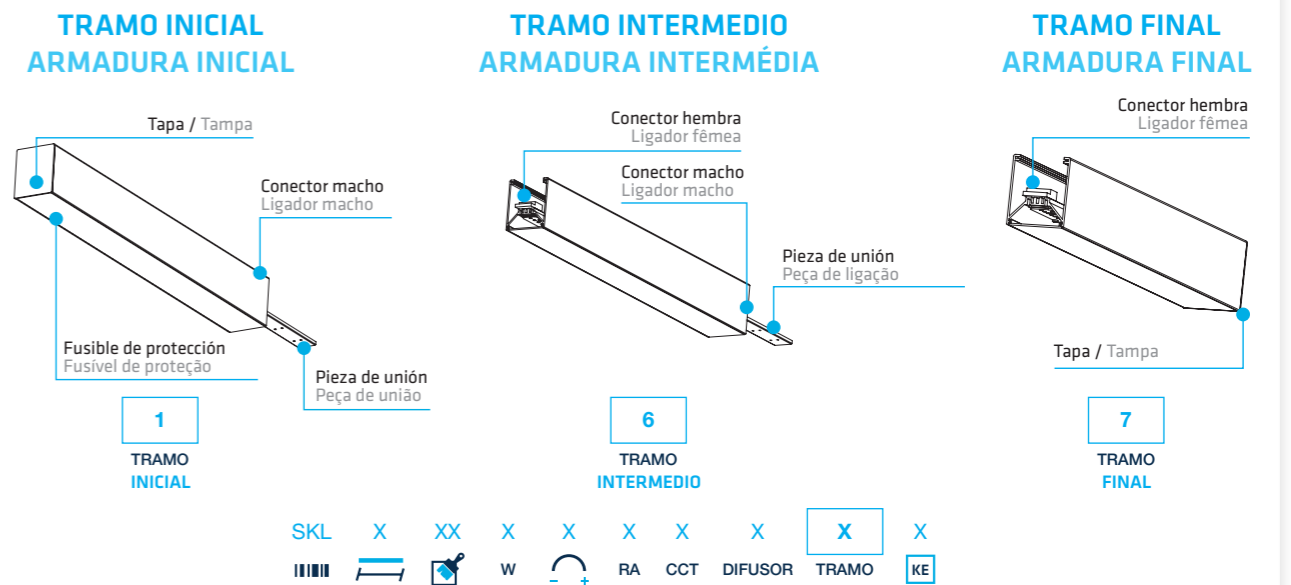 TRAMO INICIAL
ARMADURA INICIAL
Tapa / Tampa
Conector macho
Ligador macho
Fusible de protección
Fusível de proteção
Pieza de unión
Peça de união
1
TRAMO
INICIAL
TRAMO INTERMEDIO
ARMADURA INTERMÉDIA
Conector hembra
Ligador fêmea
Conector macho
Ligador macho
Pieza de unión
Peça de ligação
6
TRAMO
INTERMEDIO
TRAMO FINAL
ARMADURA FINAL
Conector hembra
Ligador fêmea
Tapa / Tampa
7
TRAMO
FINAL
SKL X XX X X X X X X X
W - + RA CCT DIFUSOR TRAMO KE